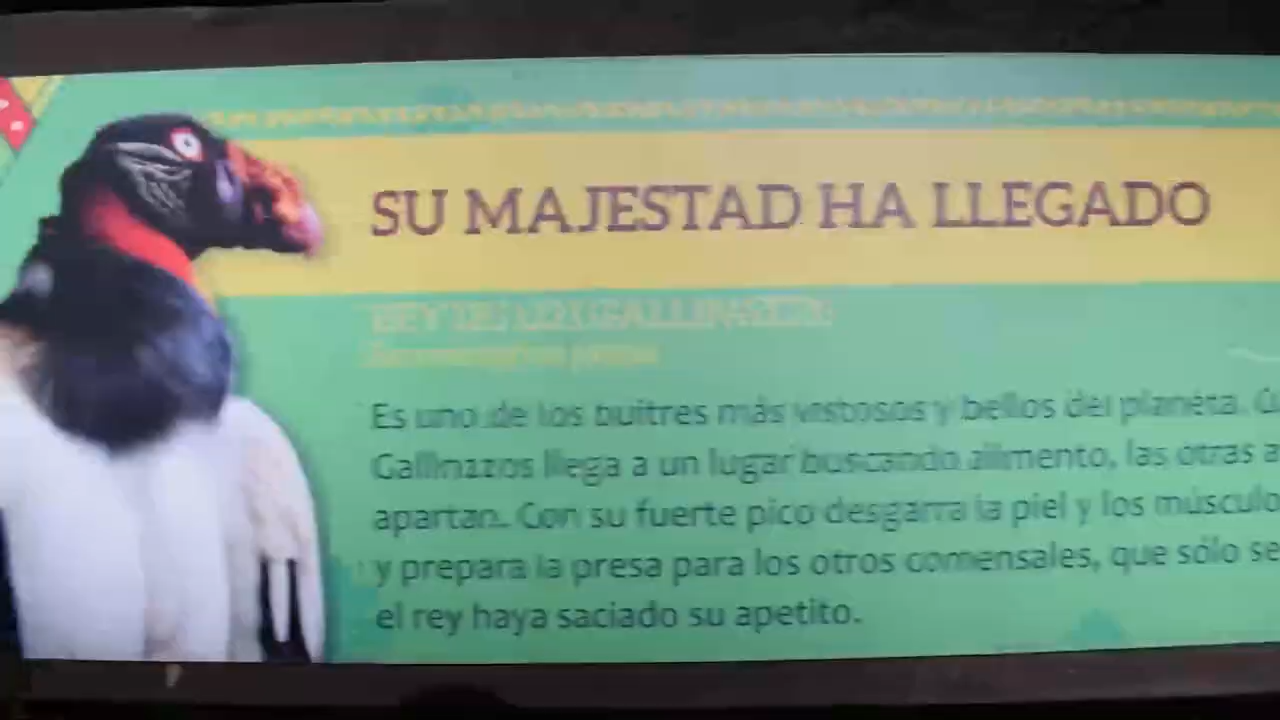 SU MAJESTAD HA LLEGADO
REY DE LOS GALLINAZOS
Es uno de los buitres más vistosos y bellos del planeta.
Gallinazos llega a un lugar buscando alimento, las otras a
apartan. Con su fuerte pico desgarra la piel y los músculo
y prepara la presa para los otros comensales, que sólo se
el rey haya saciado su apetito.